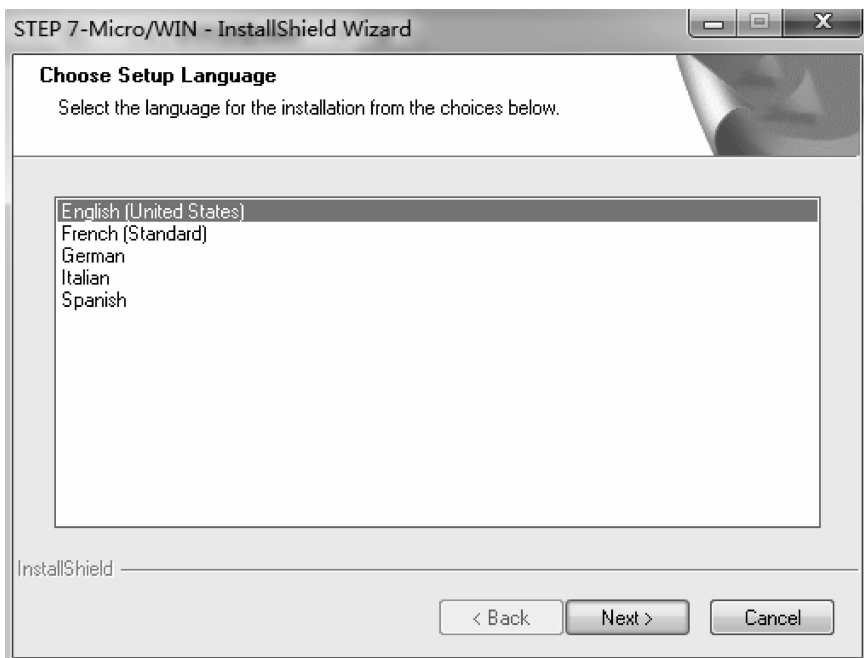 STEP 7-Micro/WIN - InstallShield Wizard
Choose Setup Language
Select the language for the installation from the choices below.
English (United States)
French (Standard)
German
Italian
Spanish
InstallShield
< Back
Next >
Cancel